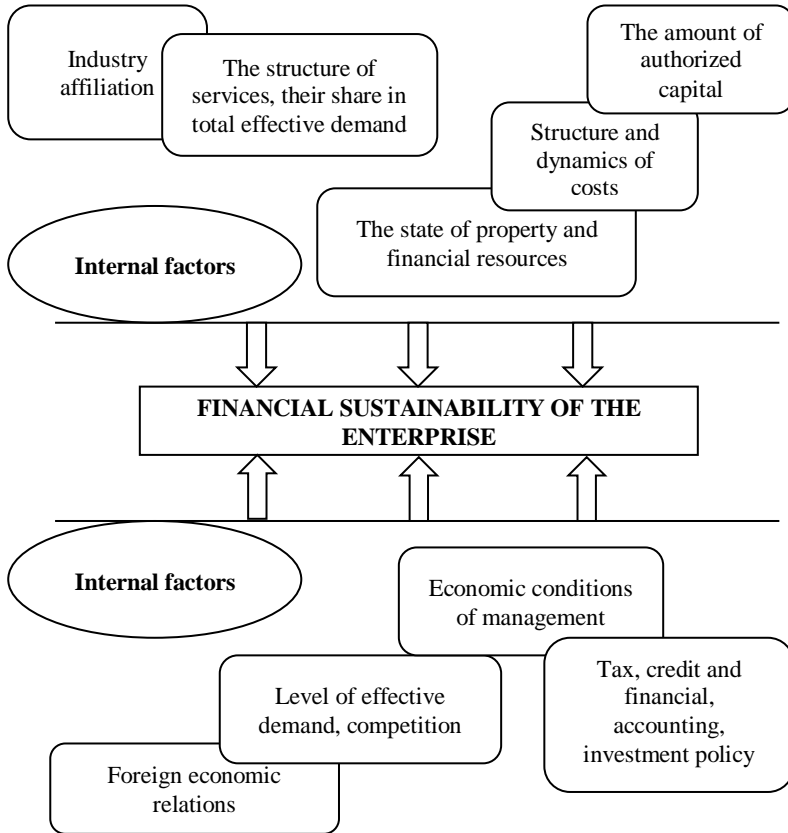 Industry
affiliation
The structure of
services, their share in
total effective demand
The amount of
authorized
capital
Structure and
dynamics of
costs
The state of property and
financial resources
Internal factors
FINANCIAL SUSTAINABILITY OF THE
ENTERPRISE
Internal factors
Economic conditions
of management
Tax, credit and
financial,
accounting,
investment policy
Level of effective
demand, competition
Foreign economic
relations